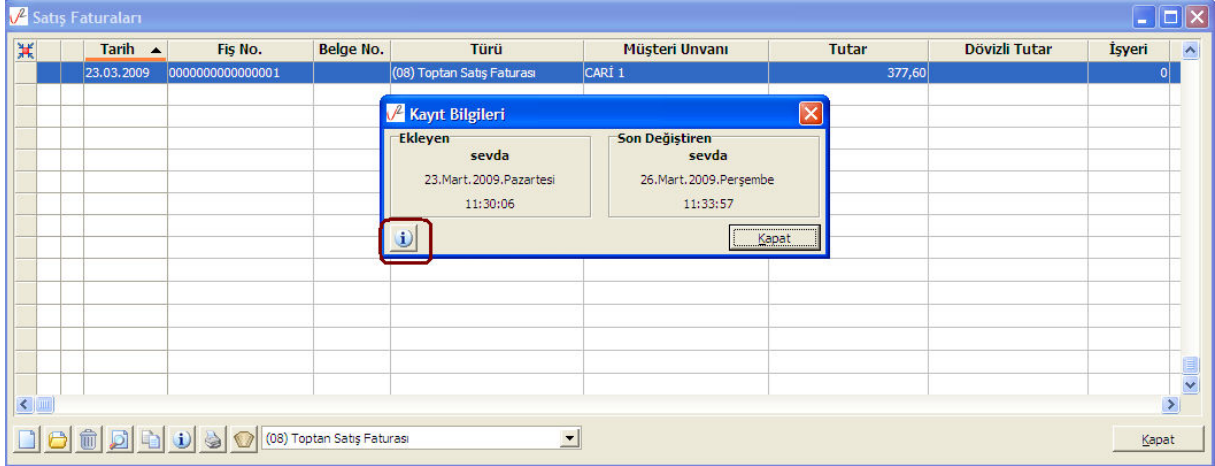 Satış Faturaları
Tarih Fiş No. Belge No. Türü Müşteri Unvanı Tutar Dövizli Tutar İşyeri
23.03.2009 0000000000000001 (08) Toptan Satış Faturası CARİ 1 377,60 0
Kayıt Bilgileri
Ekleyen Son Değiştiren
sevda sevda
23.Mart.2009.Pazartesi 26.Mart.2009.Perşembe
11:30:06 11:33:57
Kapat
(08) Toptan Satış Faturası Kapat